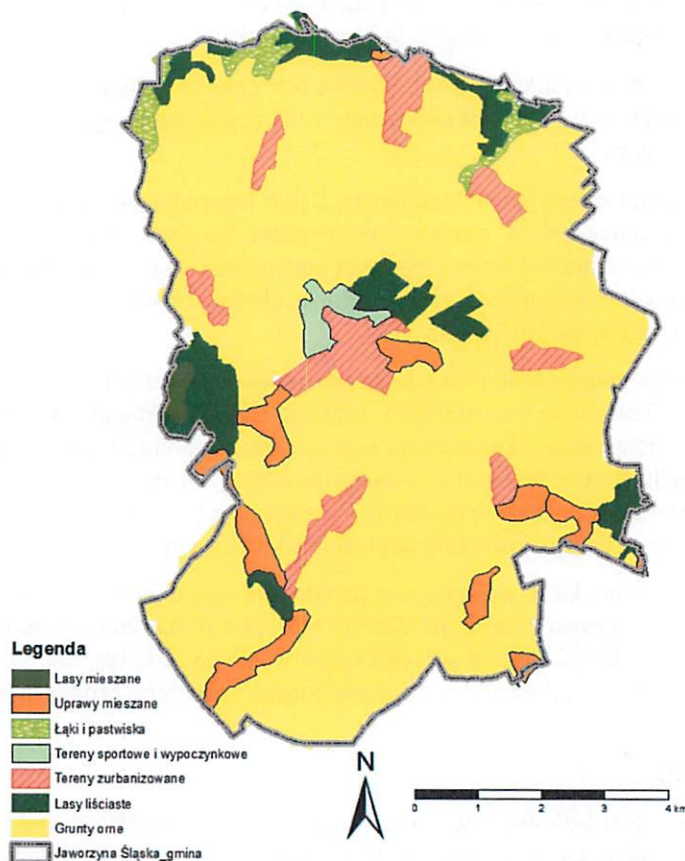 Legenda
Lasy mieszane
Uprawy mieszane
Łąki i pastwiska
Tereny sportowe i wypoczynkowe
Tereny zurbanizowane
Lasy liściaste
Grunty orne
Jaworzyna Śląska_gmina
N
0 1 2 3 4 km